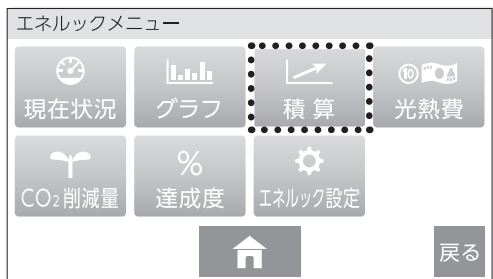 エネルックメニュー
現在状況 グラフ 積算 ⑩ 光熱費
CO₂削減量 % 達成度 エネルック設定
戻る